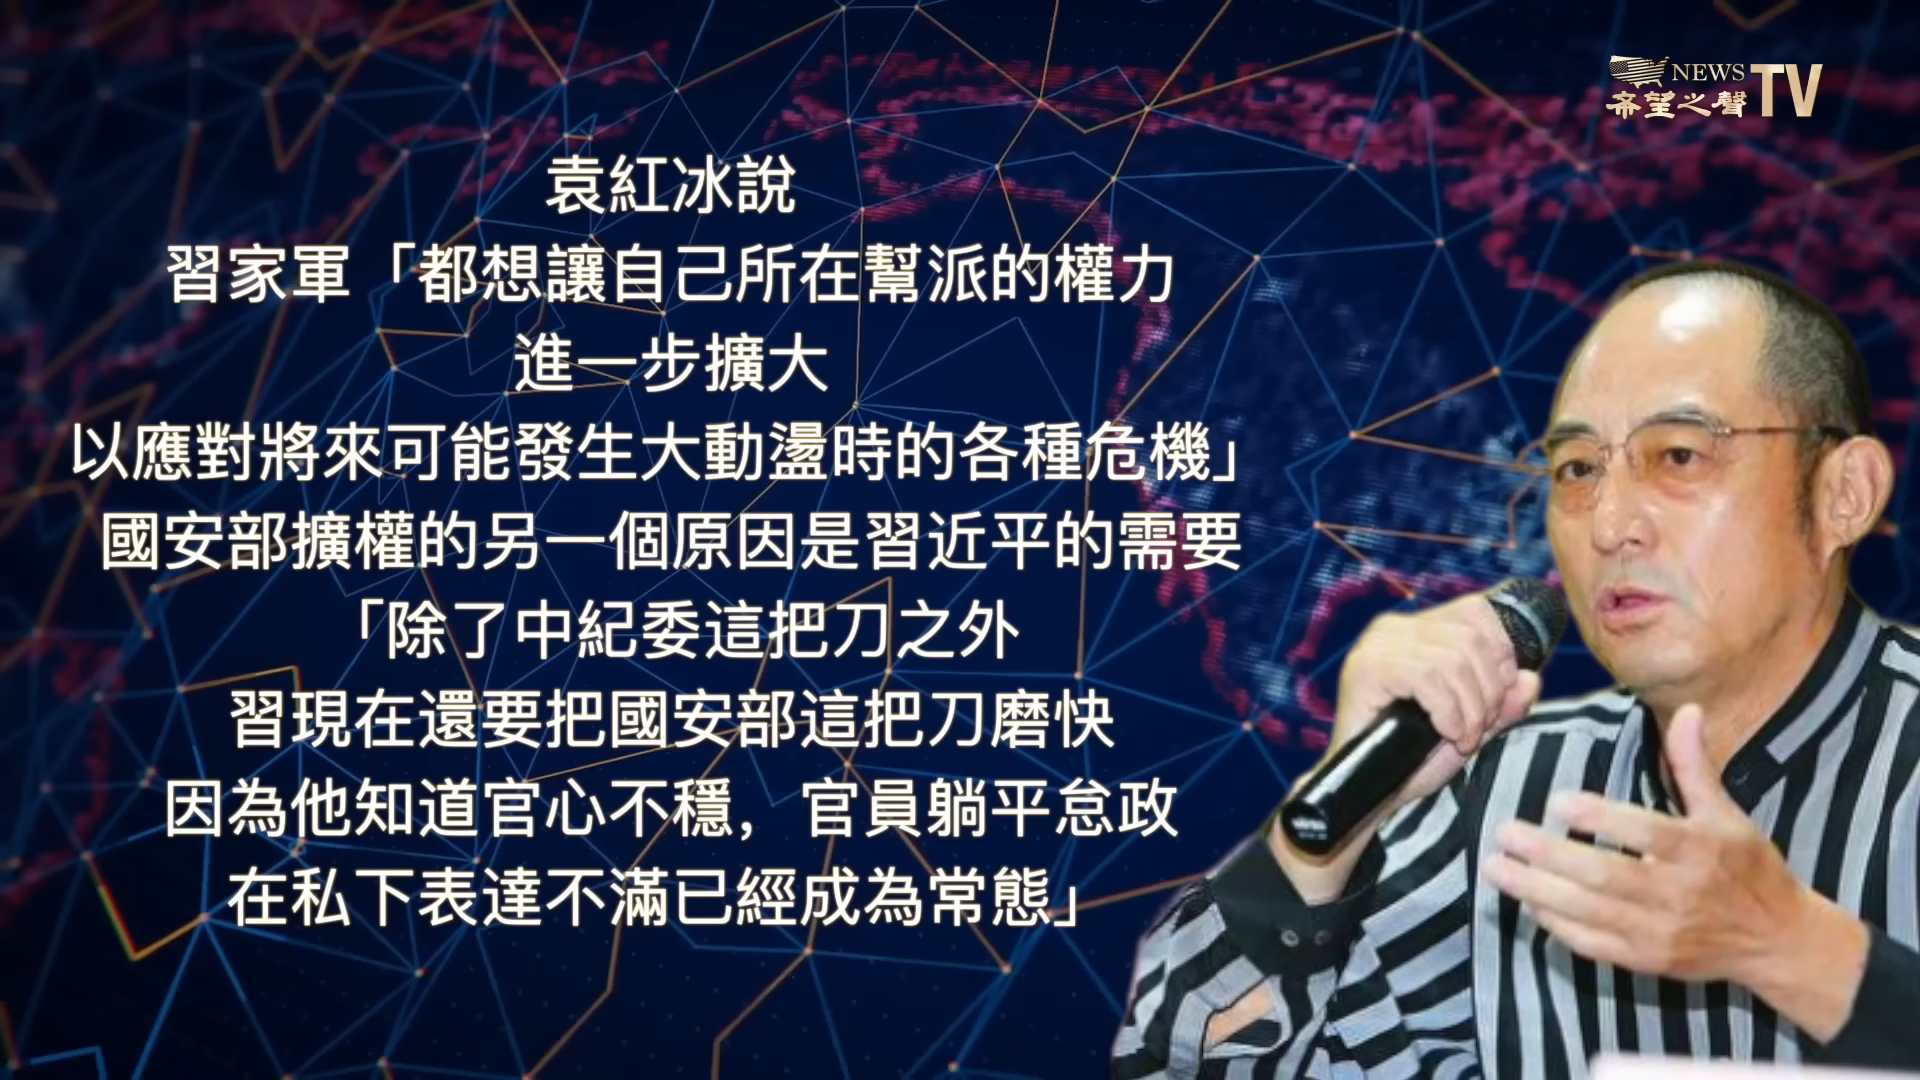 NEWS
希望之聲 TV
袁紅冰說
習家軍「都想讓自己所在幫派的權力
進一步擴大
以應對將來可能發生大動盪時的各種危機」
國安部擴權的另一個原因是習近平的需要
「除了中紀委這把刀之外
習現在還要把國安部這把刀磨快
因為他知道官心不穩，官員躺平怠政
在私下表達不滿已經成為常態」